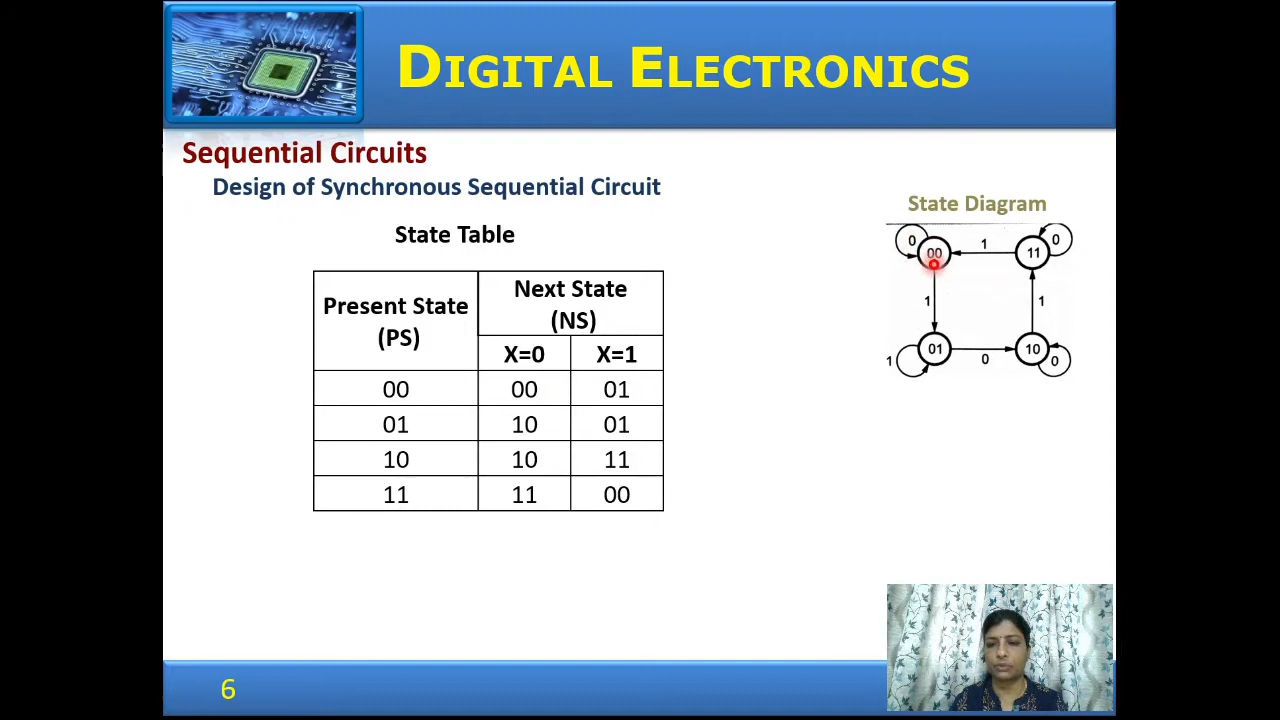 DIGITAL ELECTRONICS
Sequential Circuits
Design of Synchronous Sequential Circuit
State Table
Present State (PS) Next State (NS)
X=0 X=1
00 00 01
01 10 01
10 10 11
11 11 00
State Diagram
0 00 1 11 0
1 1
1 01 0 10 0
6